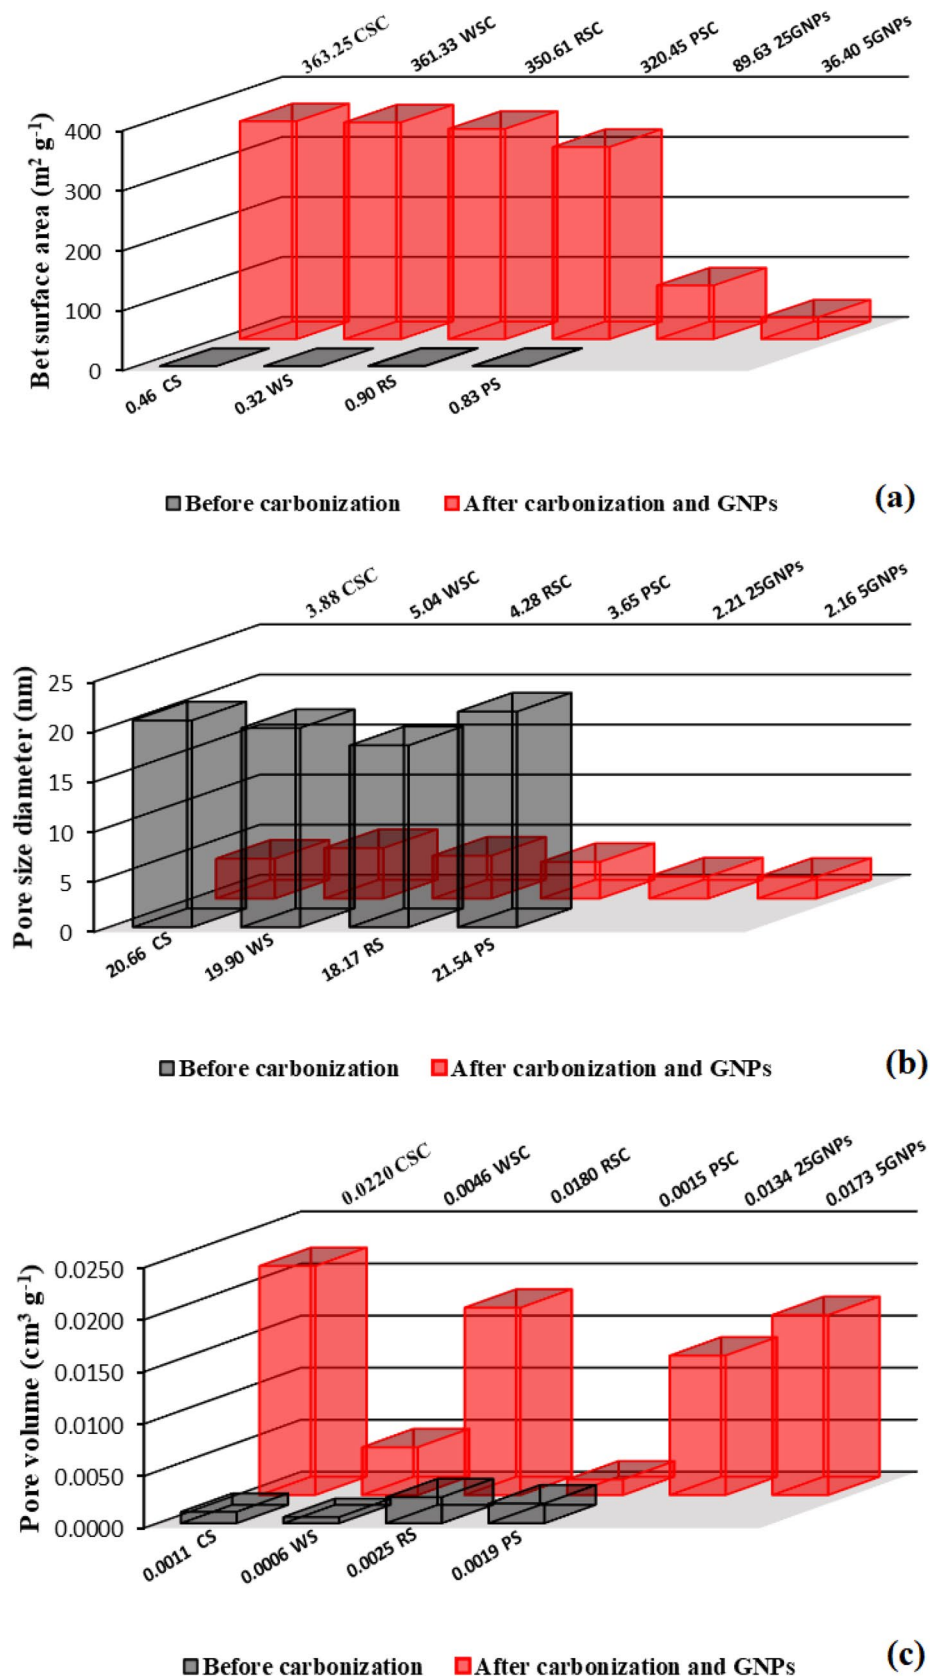 363.25 CSC
361.33 WSC
350.61 RSC
320.45 PSC
89.63 25GNPs
36.40 5GNPs
Bet surface area (m² g⁻¹)
400
300
200
100
0
0.46 CS
0.32 WS
0.90 RS
0.83 PS
Before carbonization
After carbonization and GNPs
(a)
3.88 CSC
5.04 WSC
4.28 RSC
3.65 PSC
2.21 25GNPs
2.16 5GNPs
Pore size diameter (nm)
25
20
15
10
5
0
20.66 CS
19.90 WS
18.17 RS
21.54 PS
Before carbonization
After carbonization and GNPs
(b)
0.0220 CSC
0.0046 WSC
0.0180 RSC
0.0015 PSC
0.0134 25GNPs
0.0173 5GNPs
Pore volume (cm³ g⁻¹)
0.0250
0.0200
0.0150
0.0100
0.0050
0.0000
0.0011 CS
0.0006 WS
0.0025 RS
0.0019 PS
Before carbonization
After carbonization and GNPs
(c)